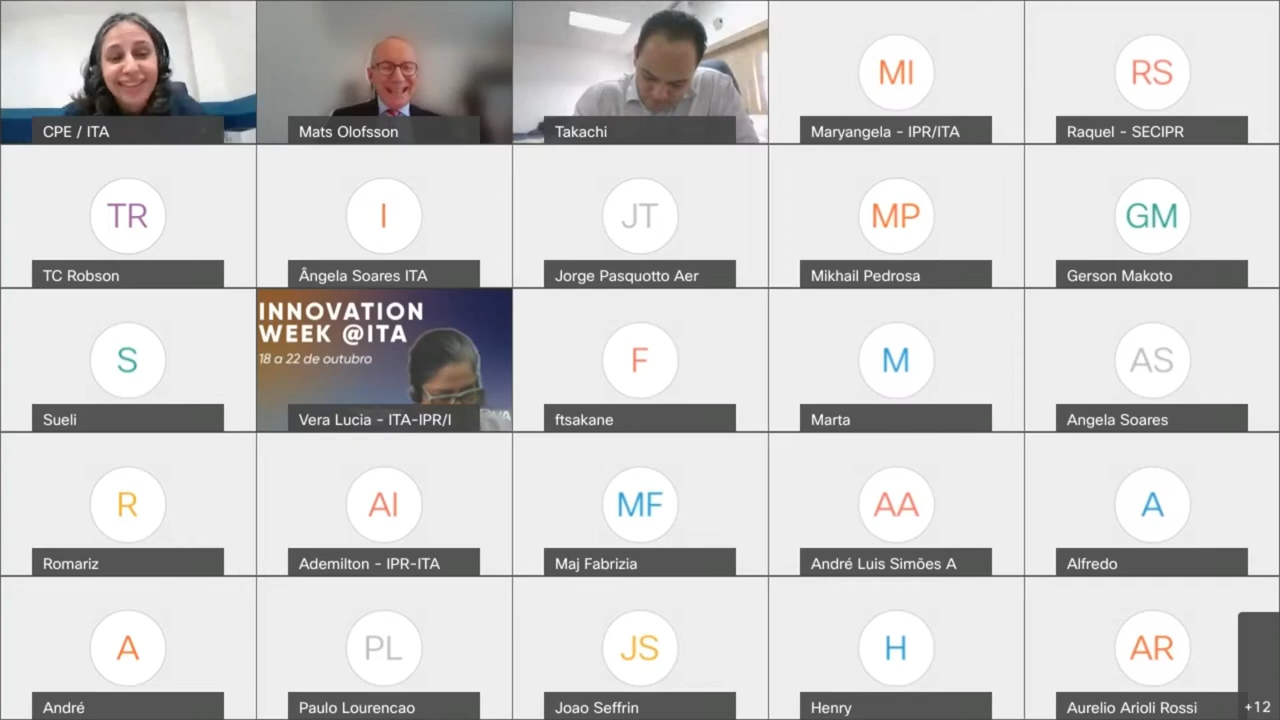 CPE / ITA
Mats Olofsson
Takachi
MI
Maryangela - IPR/ITA
RS
Raquel - SECIPR
TR
TC Robson
I
Ângela Soares ITA
JT
Jorge Pasquotto Aer
MP
Mikhail Pedrosa
GM
Gerson Makoto
S
Sueli
INNOVATION
WEEK @ITA
18 a 22 de outubro
Vera Lucia - ITA-IPR/I
F
ftsakane
M
Marta
AS
Angela Soares
R
Romariz
AI
Ademilton - IPR-ITA
MF
Maj Fabrizia
AA
André Luis Simões A
A
Alfredo
A
André
PL
Paulo Lourencao
JS
Joao Seffrin
H
Henry
AR
Aurelio Arioli Rossi
+12